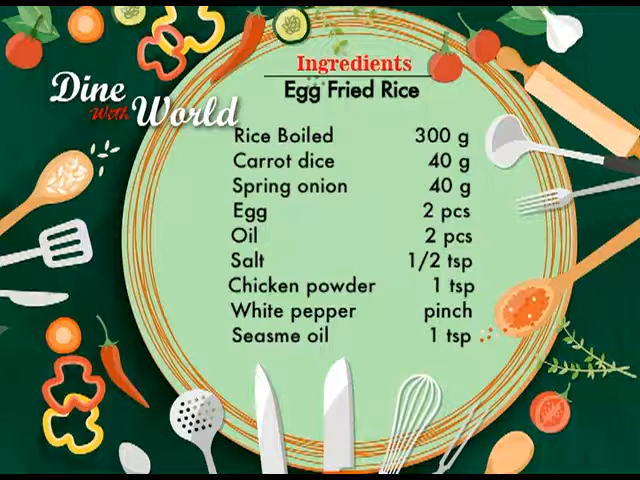 Ingredients
Egg Fried Rice
Dine
With World
Rice Boiled 300 g
Carrot dice 40 g
Spring onion 40 g
Egg 2 pcs
Oil 2 pcs
Salt 1/2 tsp
Chicken powder 1 tsp
White pepper pinch
Seasme oil 1 tsp